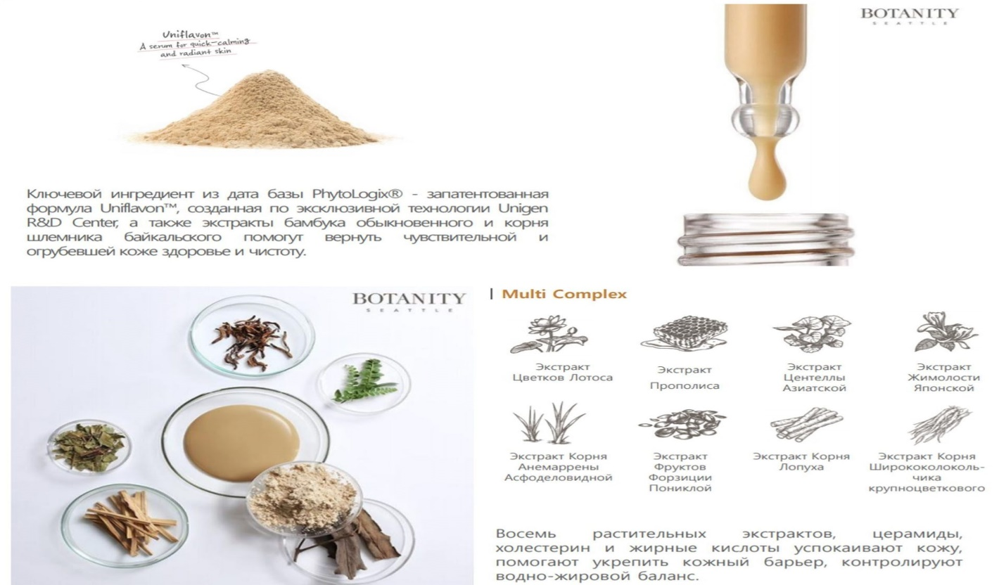 Uniflavon™
A serum for quick-calming
and radiant skin
BOTANITY
SEATTLE
Ключевой ингредиент из дата базы PhytoLogix® - запатентованная
формула Uniflavon™, созданная по эксклюзивной технологии Unigen
R&D Center, а также экстракты бамбука обыкновенного и корня
шлемника байкальского помогут вернуть чувствительной и
огрубевшей коже здоровье и чистоту.
BOTANITY
SEATTLE
Multi Complex
Экстракт
Цветков Лотоса
Экстракт
Прополиса
Экстракт
Центеллы
Азиатской
Экстракт
Жимолости
Японской
Экстракт Корня
Анемаррены
Асфоделовидной
Экстракт
Фруктов
Форзиции
Пониклой
Экстракт Корня
Лопуха
Экстракт Корня
Ширококолоколь-
чика
крупноцветкового
Восемь растительных экстрактов, церамиды,
холестерин и жирные кислоты успокаивают кожу,
помогают укрепить кожный барьер, контролируют
водно-жировой баланс.